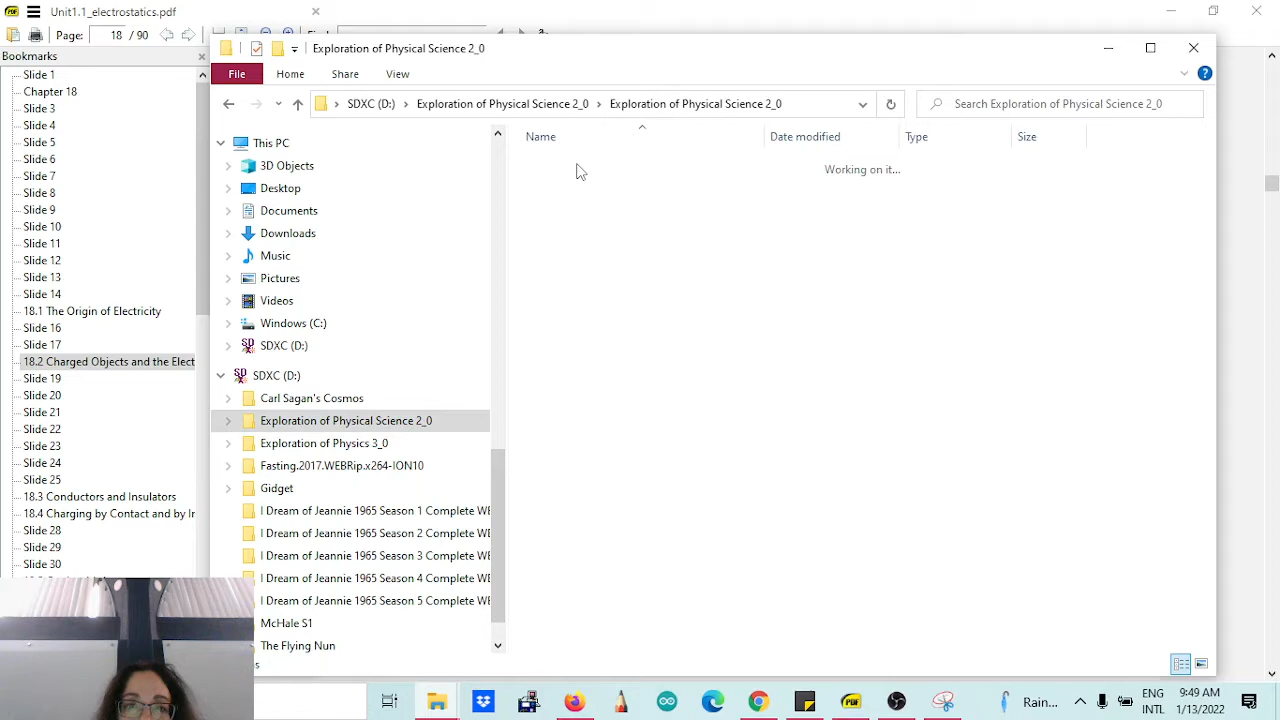 Unit1.1_electrostatics.pdf
Page: 18 / 90
Bookmarks
Slide 1
Chapter 18
Slide 3
Slide 4
Slide 5
Slide 6
Slide 7
Slide 8
Slide 9
Slide 10
Slide 11
Slide 12
Slide 13
Slide 14
18.1 The Origin of Electricity
Slide 16
Slide 17
18.2 Charged Objects and the Elect
Slide 19
Slide 20
Slide 21
Slide 22
Slide 23
Slide 24
Slide 25
18.3 Conductors and Insulators
18.4 Charging by Contact and by In
Slide 28
Slide 29
Slide 30
Exploration of Physical Science 2_0
File Home Share View
SDXC (D:) Exploration of Physical Science 2_0 Exploration of Physical Science 2_0
Search Exploration of Physical Science 2_0
Name Date modified Type Size
Working on it...
This PC
3D Objects
Desktop
Documents
Downloads
Music
Pictures
Videos
Windows (C:)
SDXC (D:)
SDXC (D:)
Carl Sagan's Cosmos
Exploration of Physical Science 2_0
Exploration of Physics 3_0
Fasting.2017.WEBRip.x264-ION10
Gidget
I Dream of Jeannie 1965 Season 1 Complete WE
I Dream of Jeannie 1965 Season 2 Complete WE
I Dream of Jeannie 1965 Season 3 Complete WE
I Dream of Jeannie 1965 Season 4 Complete WE
I Dream of Jeannie 1965 Season 5 Complete WE
McHale S1
The Flying Nun
Rain...
ENG
INTL
9:49 AM
1/13/2022